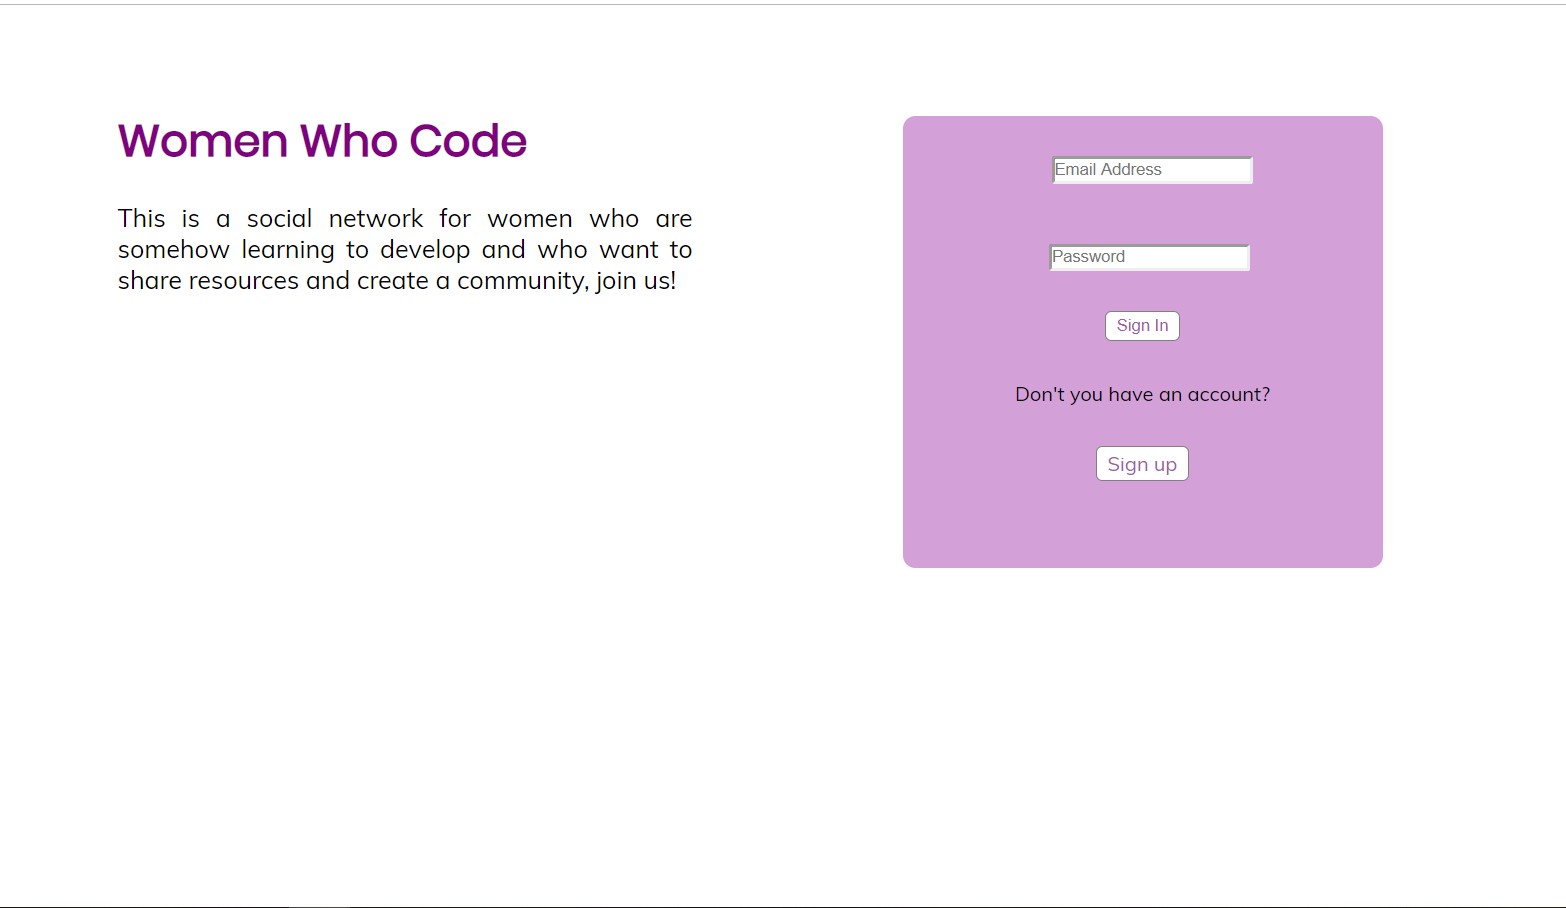 Women Who Code
This is a social network for women who are
somehow learning to develop and who want to
share resources and create a community, join us!
Email Address
Password
Sign In
Don't you have an account?
Sign up